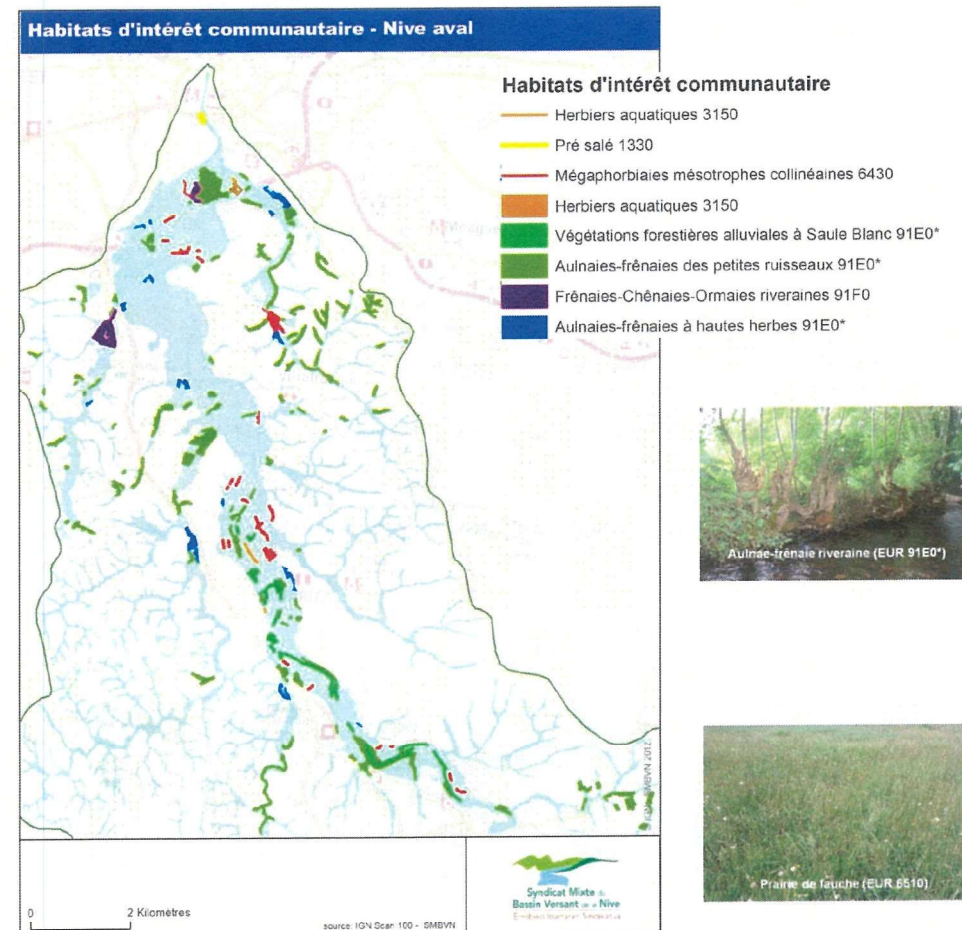 Habitats d'intérêt communautaire - Nive aval
Habitats d'intérêt communautaire
Herbiers aquatiques 3150
Pré salé 1330
Mégaphorbiaies mésotrophes collinéaines 6430
Herbiers aquatiques 3150
Végétations forestières alluviales à Saule Blanc 91E0*
Aulnaies-frênaies des petites ruisseaux 91E0*
Frênaies-Chênaies-Ormaies riveraines 91F0
Aulnaies-frênaies à hautes herbes 91E0*
Aulnae-frênaie riveraine (EUR 91E0*)
Prairie de fauche (EUR 6510)
SMBVN 2012
0 2 Kilomètres
source: IGN Scan 100 - SMBVN
Syndicat Mixte du
Bassin Versant de la Nive